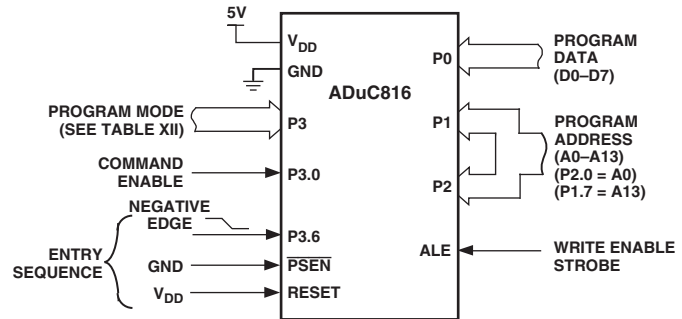 5V
VDD
GND
ADuC816
P0
PROGRAM
DATA
(D0–D7)
PROGRAM MODE
(SEE TABLE XII)
P3
P1
PROGRAM
ADDRESS
(A0–A13)
(P2.0 = A0)
(P1.7 = A13)
COMMAND
ENABLE
P3.0
P2
NEGATIVE
EDGE
P3.6
ENTRY
SEQUENCE
GND
PSEN
VDD
RESET
ALE
WRITE ENABLE
STROBE